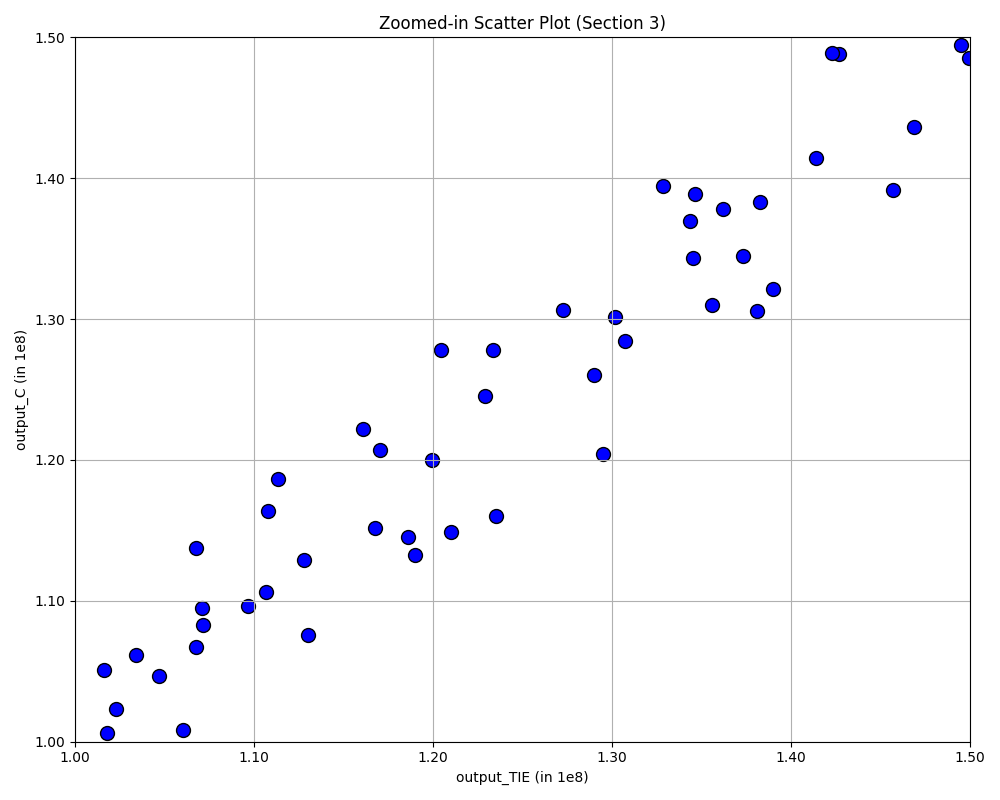 Zoomed-in Scatter Plot (Section 3)
output_C (in 1e8)
1.50
1.40
1.30
1.20
1.10
1.00
1.00 1.10 1.20 1.30 1.40 1.50
output_TIE (in 1e8)